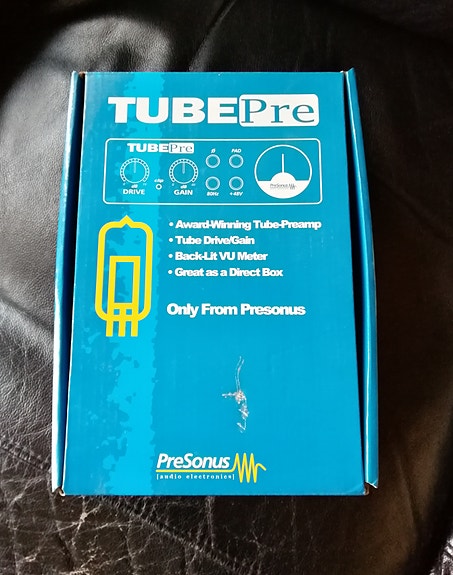 TUBEPre
TUBEPre
Ø PAD
clip
DRIVE GAIN 80Hz +48V
PreSonus
• Award-Winning Tube-Preamp
• Tube Drive/Gain
• Back-Lit VU Meter
• Great as a Direct Box
Only From Presonus
PreSonus
[audio electronics]